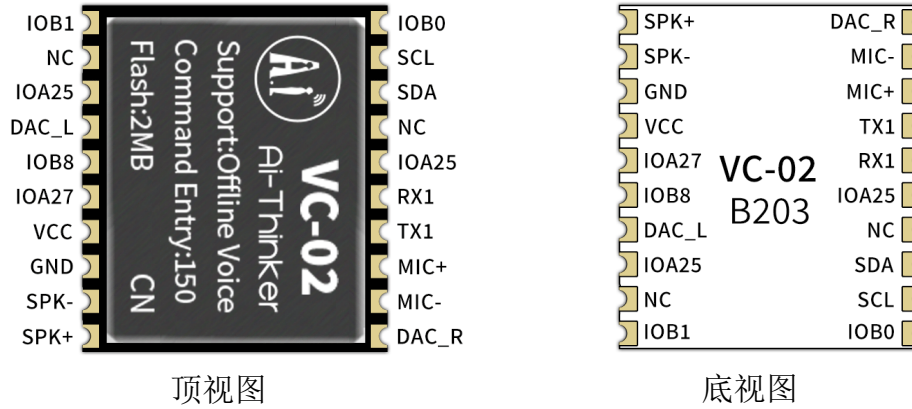 IOB1
NC
IOA25
DAC_L
IOB8
IOA27
VCC
GND
SPK-
SPK+
A.i
VC-02
Ai-Thinker
Support:Offline Voice
Command Entry:150
Flash:2MB CN
IOB0
SCL
SDA
NC
IOA25
RX1
TX1
MIC+
MIC-
DAC_R
顶视图
SPK+
SPK-
GND
VCC
IOA27
IOB8
DAC_L
IOA25
NC
IOB1
VC-02
B203
DAC_R
MIC-
MIC+
TX1
RX1
IOA25
NC
SDA
SCL
IOB0
底视图